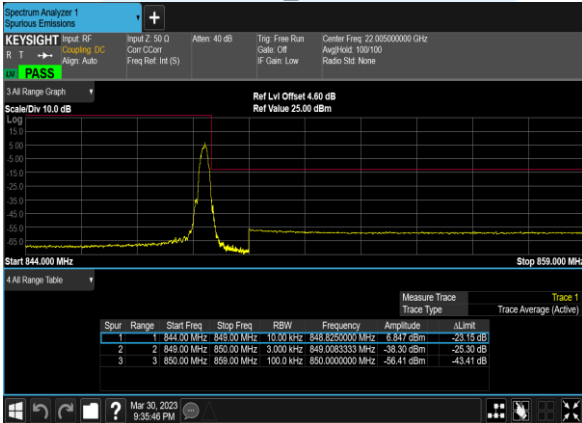 Spectrum Analyzer 1
Spurious Emissions
KEYSIGHT Input: RF Input Z: 50 Ω Atten: 40 dB Trig: Free Run Center Freq: 22.005000000 GHz
R T Coupling: DC Corr CCorr Gate: Off Avg|Hold: 100/100
Align: Auto Freq Ref: Int (S) IF Gain: Low Radio Std: None
PASS
3 All Range Graph
Ref Lvl Offset 4.60 dB
Scale/Div 10.0 dB Ref Value 25.00 dBm
Log
15.0
5.00
-5.00
-15.0
-25.0
-35.0
-45.0
-55.0
-65.0
Start 844.000 MHz Stop 859.000 MHz
4 All Range Table
Measure Trace Trace 1
Trace Type Trace Average (Active)
Spur Range Start Freq Stop Freq RBW Frequency Amplitude ΔLimit
1 1 844.00 MHz 849.00 MHz 10.00 kHz 848.8250000 MHz 6.847 dBm -23.15 dB
2 2 849.00 MHz 850.00 MHz 3.000 kHz 849.0083333 MHz -38.30 dBm -25.30 dB
3 3 850.00 MHz 859.00 MHz 100.0 kHz 850.0000000 MHz -56.41 dBm -43.41 dB
? Mar 30, 2023
9:35:46 PM